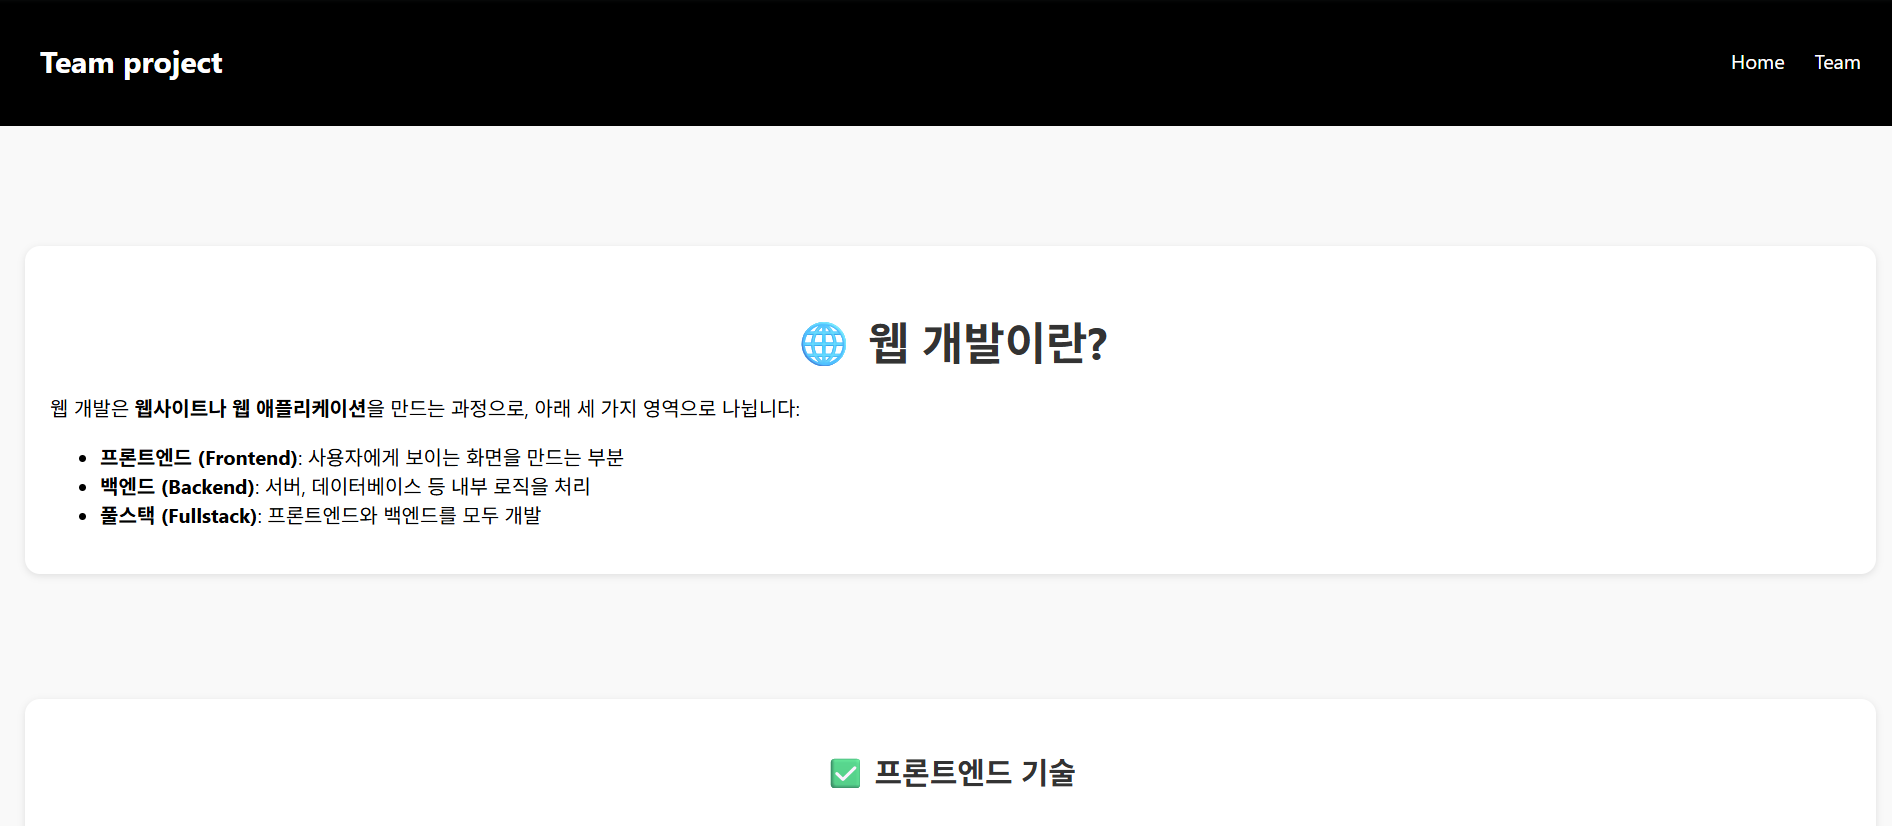 Team project
Home Team
🌐 웹 개발이란?
웹 개발은 웹사이트나 웹 애플리케이션을 만드는 과정으로, 아래 세 가지 영역으로 나뉩니다:
• 프론트엔드 (Frontend): 사용자에게 보이는 화면을 만드는 부분
• 백엔드 (Backend): 서버, 데이터베이스 등 내부 로직을 처리
• 풀스택 (Fullstack): 프론트엔드와 백엔드를 모두 개발
✅ 프론트엔드 기술